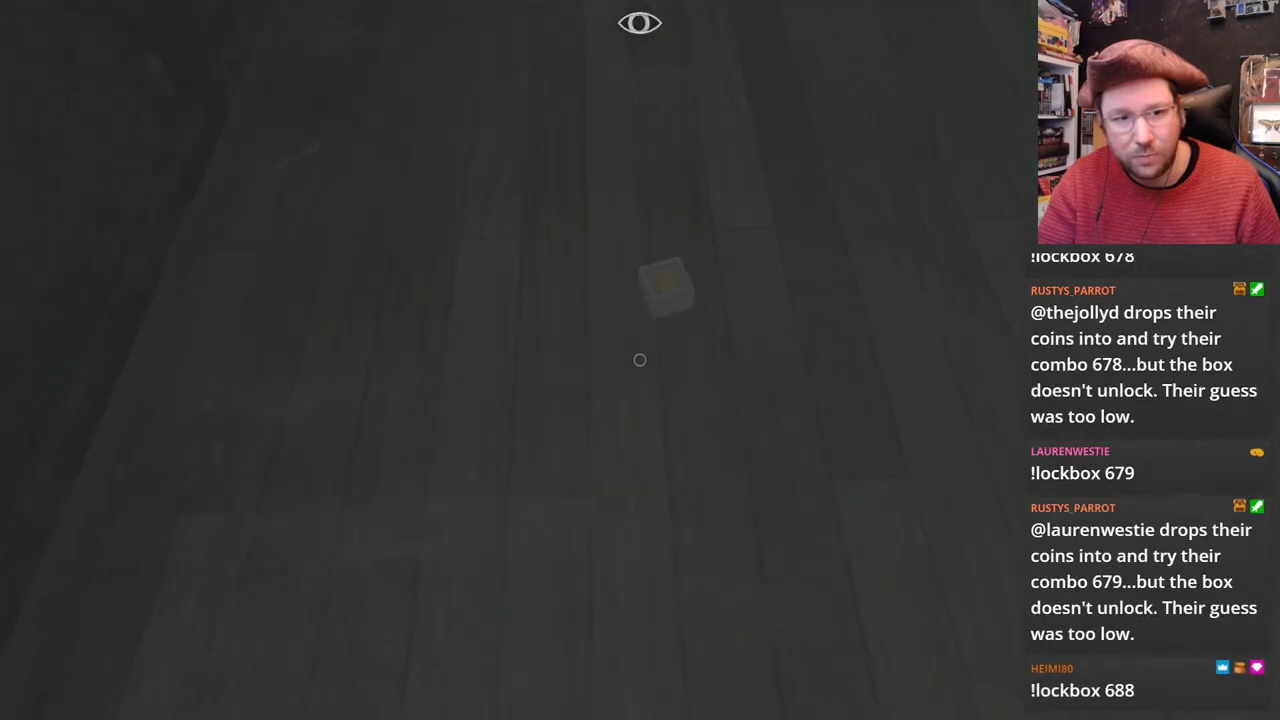 !lockbox 678
RUSTYS_PARROT
@thejollyd drops their
coins into and try their
combo 678...but the box
doesn't unlock. Their guess
was too low.
LAURENWESTIE
!lockbox 679
RUSTYS_PARROT
@laurenwestie drops their
coins into and try their
combo 679...but the box
doesn't unlock. Their guess
was too low.
HEIMI80
!lockbox 688